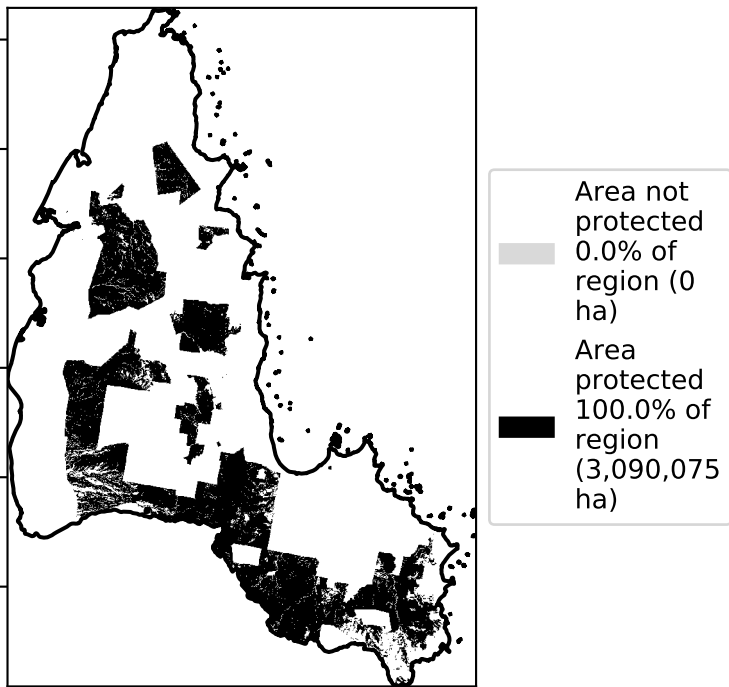 Area not
protected
0.0% of
region (0
ha)
Area
protected
100.0% of
region
(3,090,075
ha)